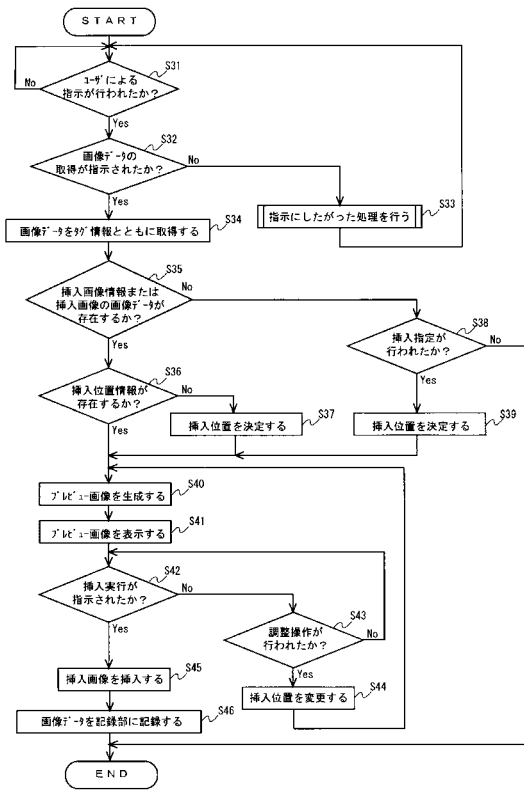 START
S31
ﾕｰｻﾞによる
指示が行われたか？
No
Yes
S32
画像データの
取得が指示されたか？
No
Yes
S33
指示にしたがった処理を行う
S34
画像データをﾀｸﾞ情報とともに取得する
S35
挿入画像情報または
挿入画像の画像データが
存在するか？
No
Yes
S38
挿入指定が
行われたか？
No
Yes
S36
挿入位置情報が
存在するか？
No
Yes
S37
挿入位置を決定する
S39
挿入位置を決定する
S40
ﾌﾟﾚﾋﾞｭｰ画像を生成する
S41
ﾌﾟﾚﾋﾞｭｰ画像を表示する
S42
挿入実行が
指示されたか？
No
Yes
S43
調整操作が
行われたか？
No
Yes
S44
挿入位置を変更する
S45
挿入画像を挿入する
S46
画像データを記録部に記録する
END